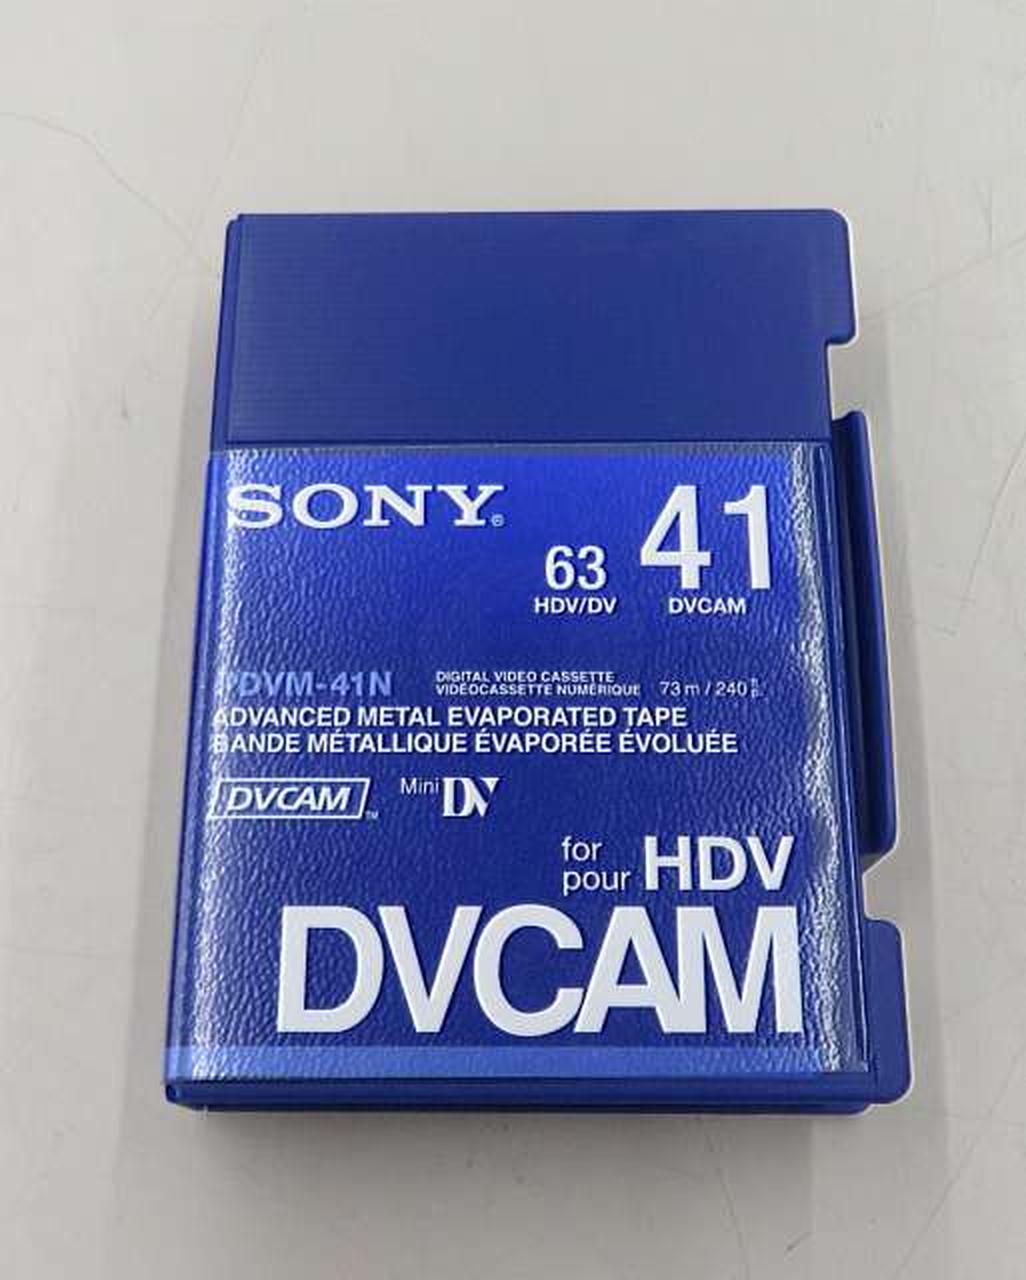 SONY®
41
63
HDV/DV DVCAM
PDVM-41N
DIGITAL VIDEO CASSETTE
VIDÉOCASSETTE NUMÉRIQUE 73 m / 240
ADVANCED METAL EVAPORATED TAPE
BANDE MÉTALLIQUE ÉVAPORÉE ÉVOLUÉE
DVCAM™ Mini DV
for
pour HDV
DVCAM